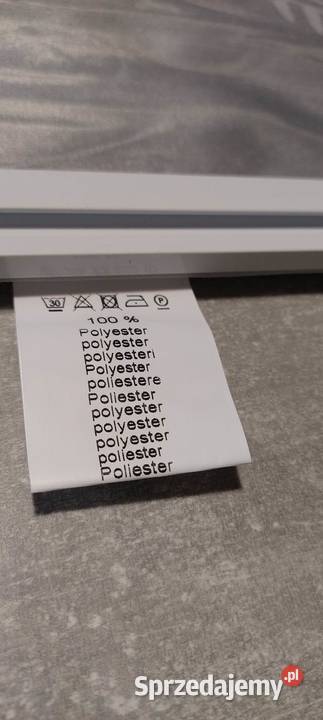 30 P
100 %
Polyester
polyester
polyesteri
Polyester
poliestere
Poliester
polyester
polyester
polyester
poliester
Poliester
Sprzedajemy.pl